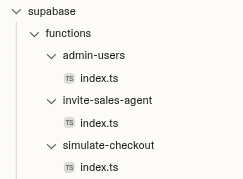 supabase
functions
admin-users
TS index.ts
invite-sales-agent
TS index.ts
simulate-checkout
TS index.ts